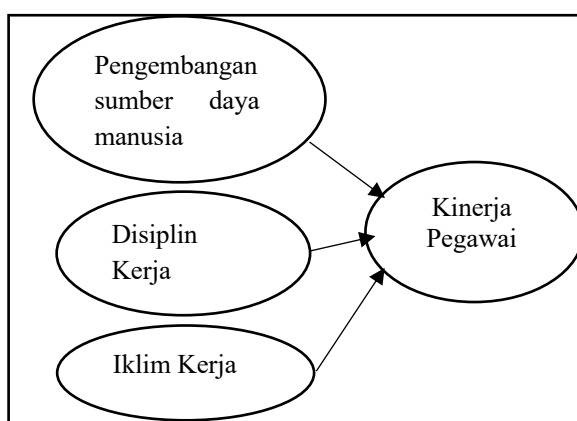 Pengembangan
sumber daya
manusia
Disiplin
Kerja
Iklim Kerja
Kinerja
Pegawai